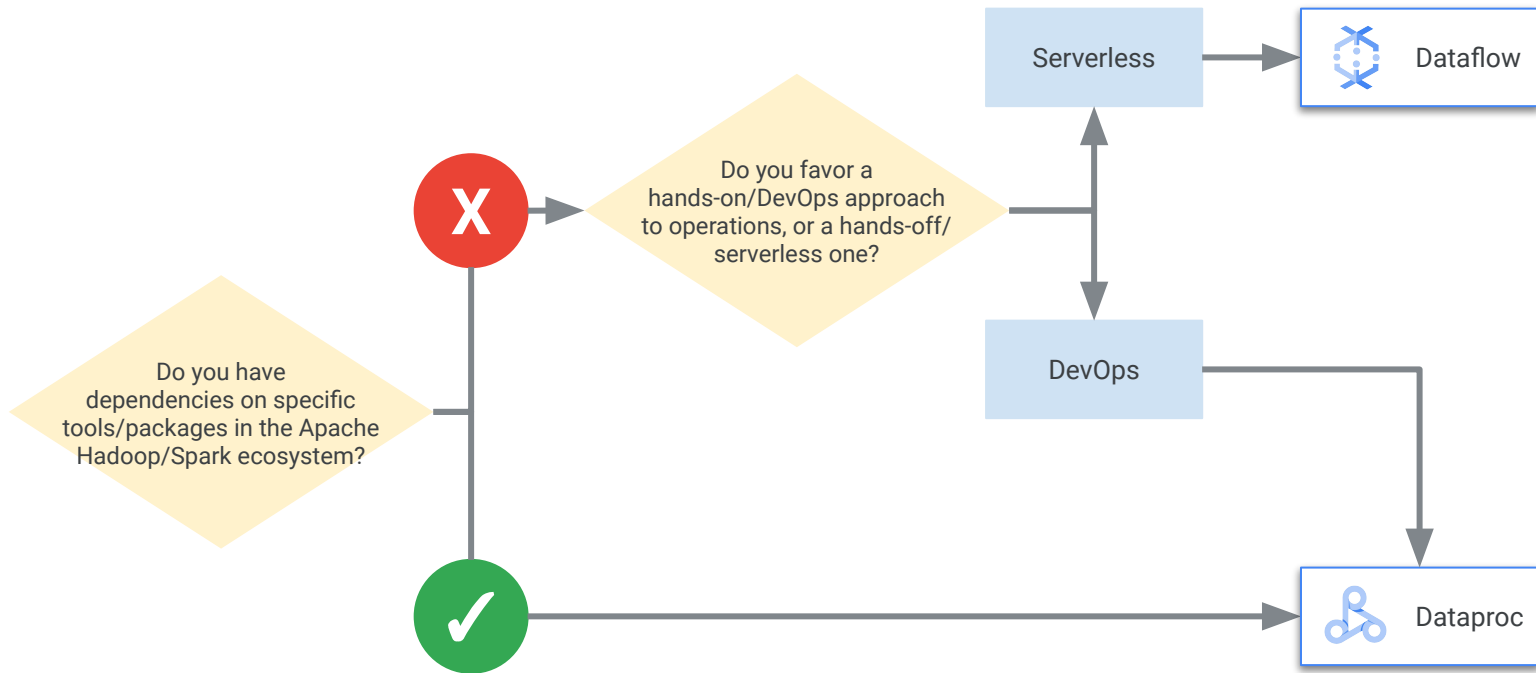 Serverless
Dataflow
Do you favor a
hands-on/DevOps approach
to operations, or a hands-off/
serverless one?
X
Do you have
dependencies on specific
tools/packages in the Apache
Hadoop/Spark ecosystem?
DevOps
Dataproc